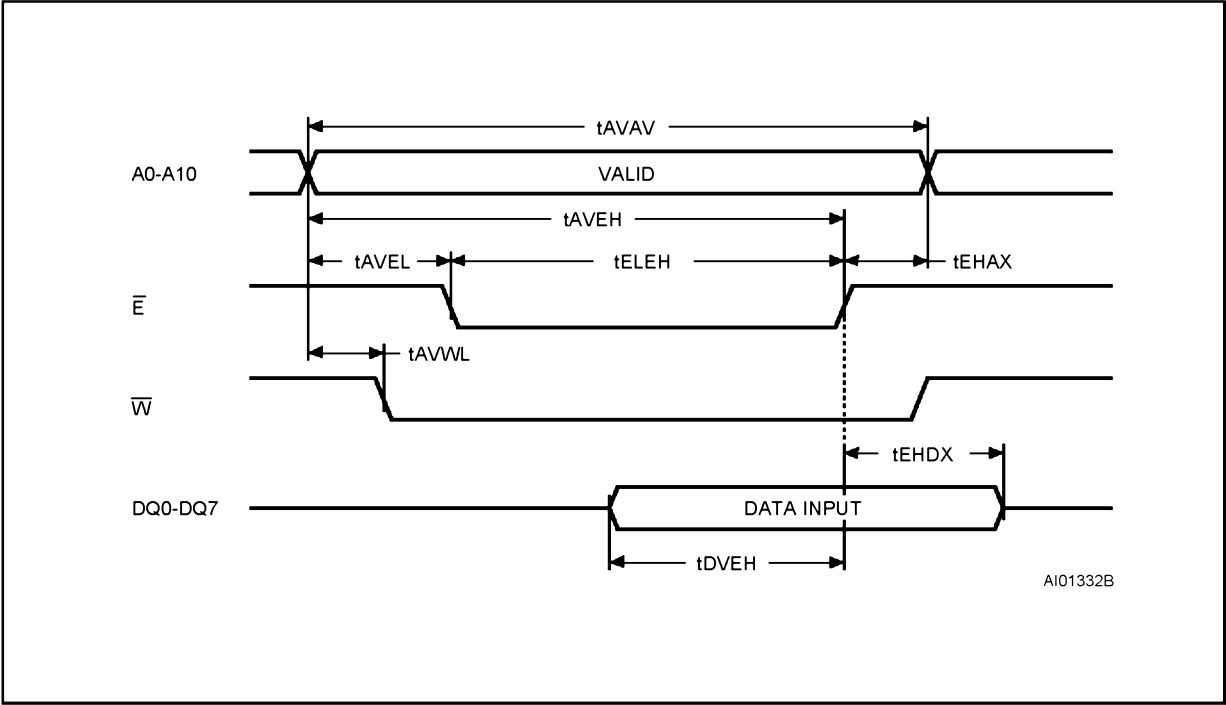 tAVAV
A0-A10
VALID
tAVEH
tAVEL
tELEH
tEHAX
E̅
tAVWL
W̅
tEHDX
DQ0-DQ7
DATA INPUT
tDVEH
AI01332B